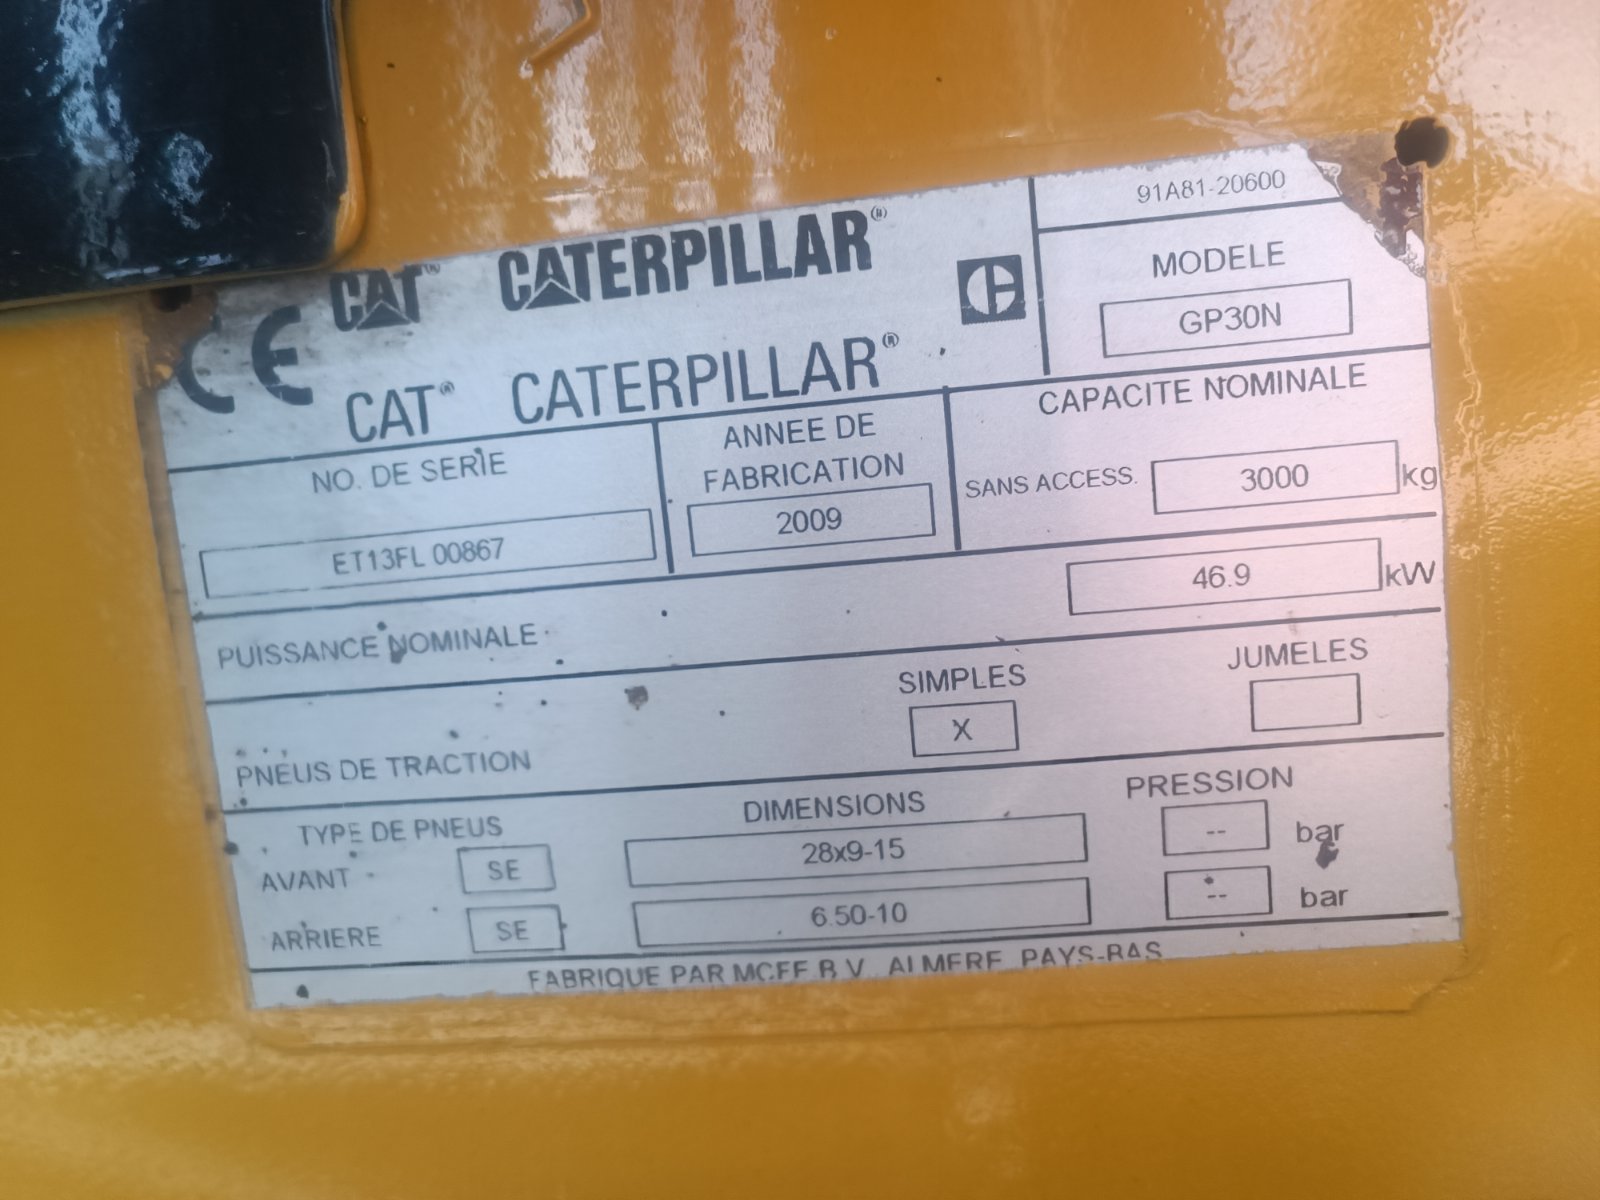 91A81-20600
CE CAT® CATERPILLAR®
CAT® CATERPILLAR®
MODELE
GP30N
NO. DE SERIE
ET13FL 00867
ANNEE DE
FABRICATION
2009
CAPACITE NOMINALE
SANS ACCESS. 3000 kg
PUISSANCE NOMINALE 46.9 kW
SIMPLES JUMELES
PNEUS DE TRACTION X
TYPE DE PNEUS DIMENSIONS PRESSION
AVANT SE 28x9-15 -- bar
ARRIERE SE 6.50-10 -- bar
FABRIQUE PAR MCFE B.V. ALMERE, PAYS-BAS